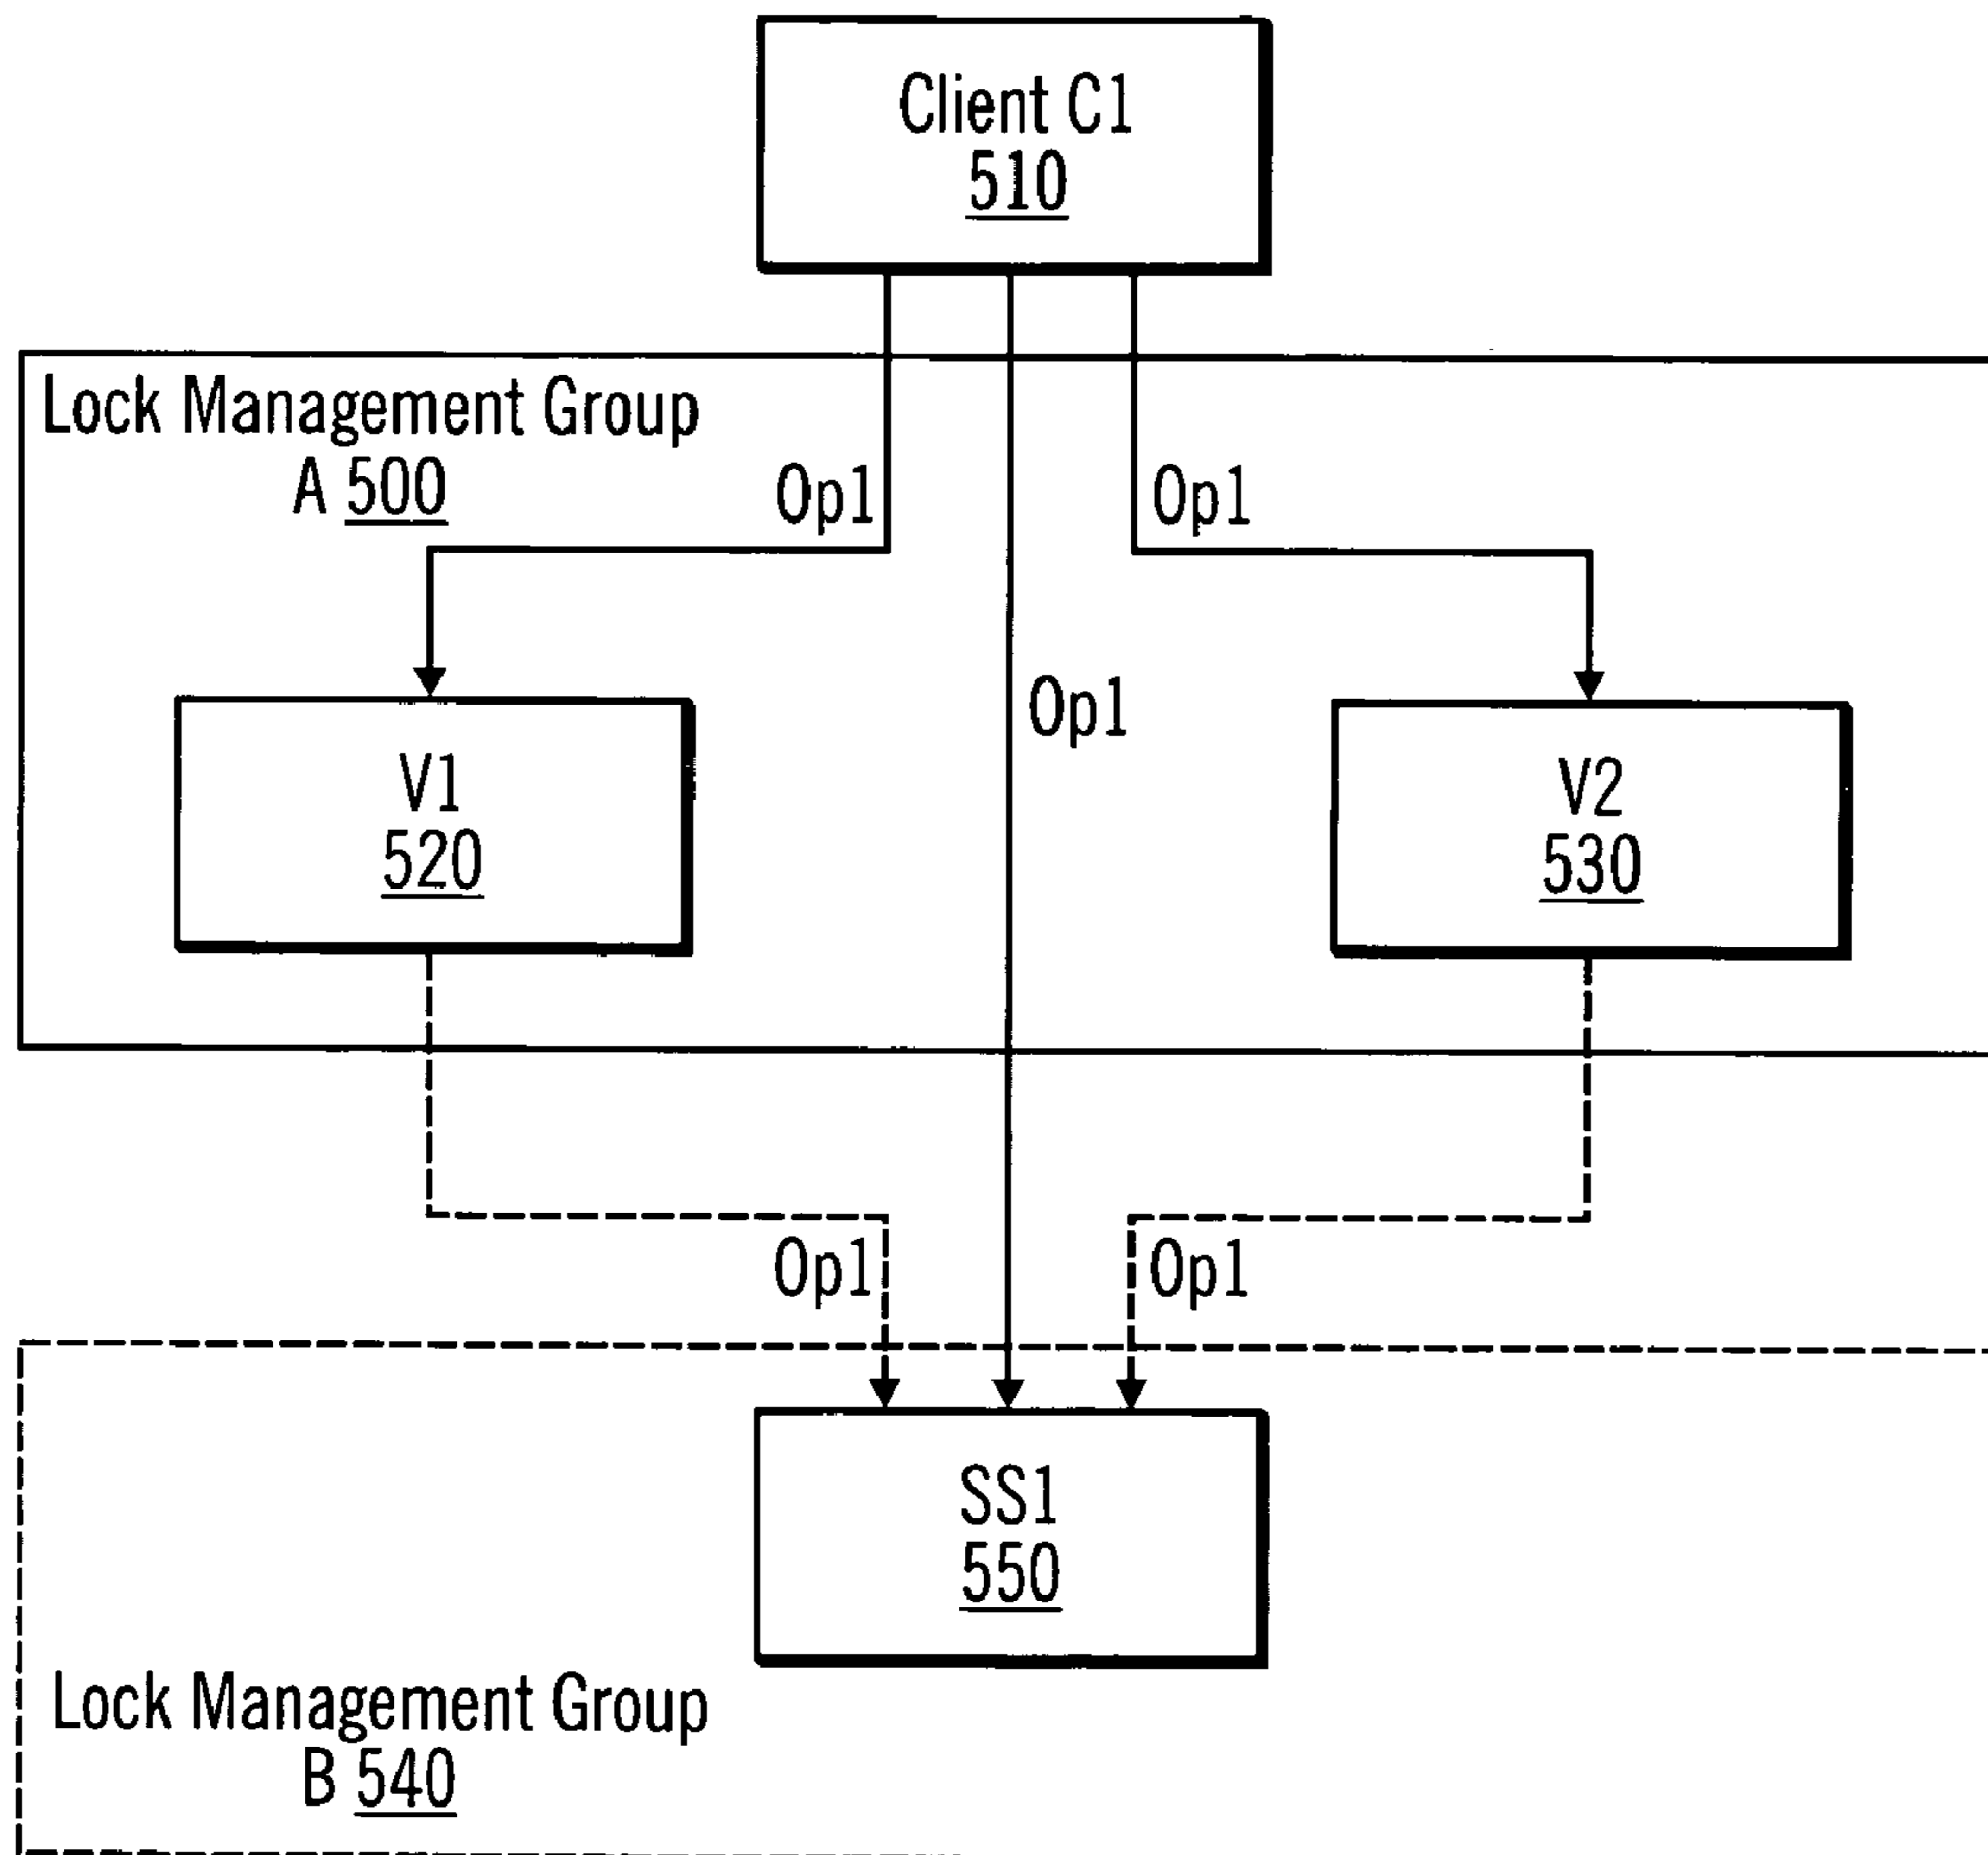 Client C1
510
Lock Management Group
A 500
Op1
Op1
Op1
V1
520
V2
530
Op1
Op1
SS1
550
Lock Management Group
B 540